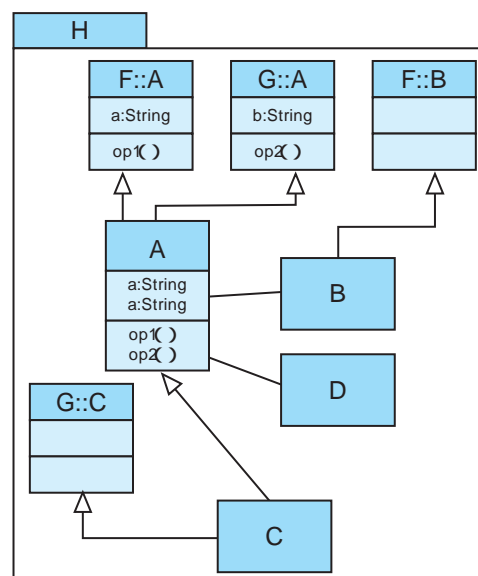 H
F::A
a:String
op1( )
G::A
b:String
op2( )
F::B
A
a:String
a:String
op1( )
op2( )
B
D
G::C
C